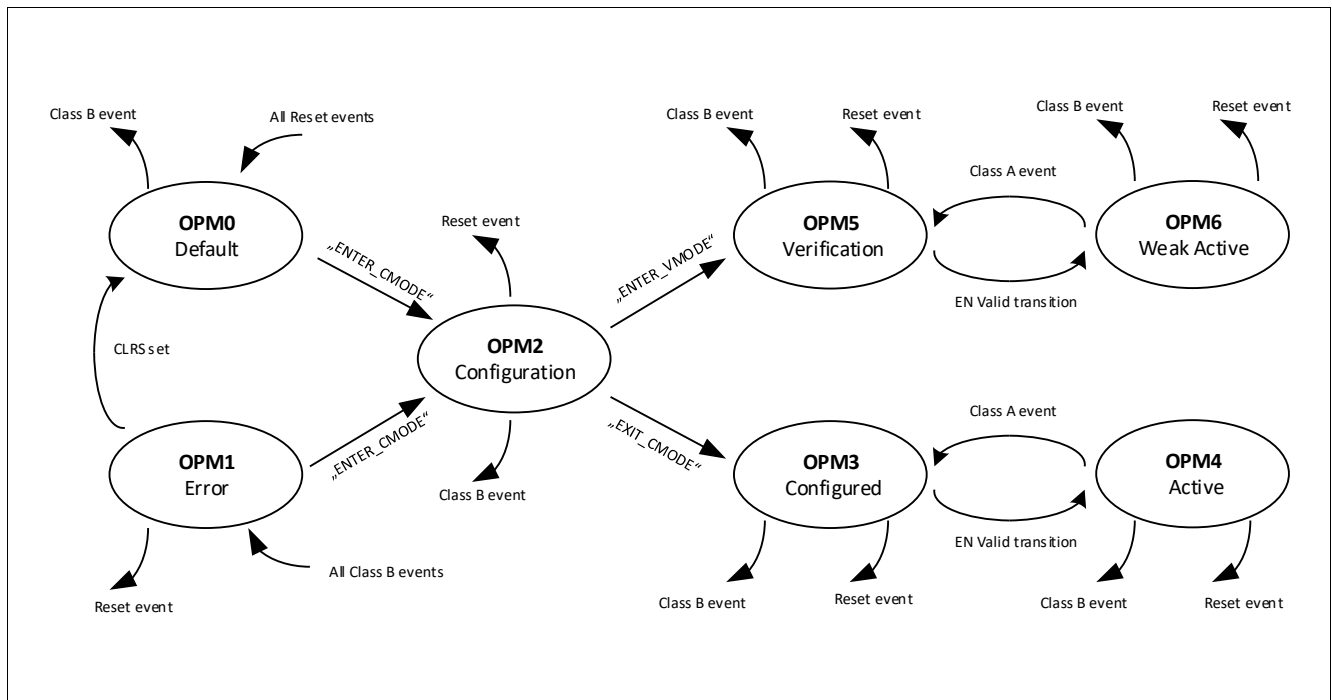 Class B event
All Reset events
OPM0
Default
„ENTER_CMODE“
CLRS set
OPM1
Error
„ENTER_CMODE“
Reset event
All Class B events
Reset event
OPM2
Configuration
Class B event
„ENTER_VMODE“
„EXIT_CMODE“
Class B event
Reset event
OPM5
Verification
Class A event
EN Valid transition
Class B event
Reset event
OPM6
Weak Active
OPM3
Configured
Class B event
Reset event
Class A event
EN Valid transition
OPM4
Active
Class B event
Reset event